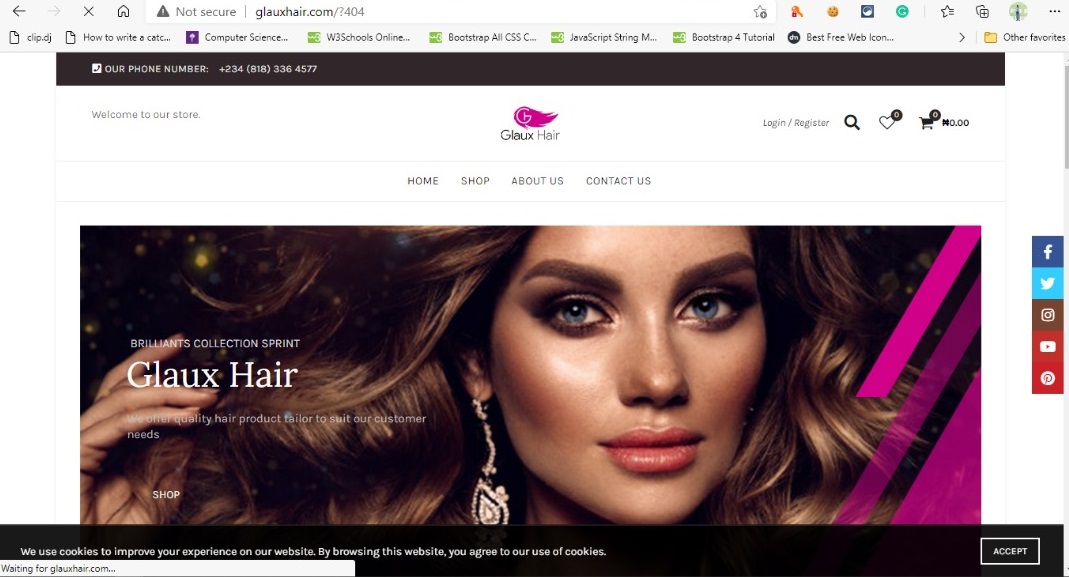 Not secure
glauxhair.com/?404
clip.dj
How to write a catc...
Computer Science...
W3Schools Online...
Bootstrap All CSS C...
JavaScript String M...
Bootstrap 4 Tutorial
Best Free Web Icon...
Other favorites
OUR PHONE NUMBER: +234 (818) 336 4577
Welcome to our store.
Glaux Hair
Login / Register
0
0
₦0.00
HOME
SHOP
ABOUT US
CONTACT US
BRILLIANTS COLLECTION SPRINT
Glaux Hair
We offer quality hair product tailor to suit our customer
needs
SHOP
We use cookies to improve your experience on our website. By browsing this website, you agree to our use of cookies.
ACCEPT
Waiting for glauxhair.com...